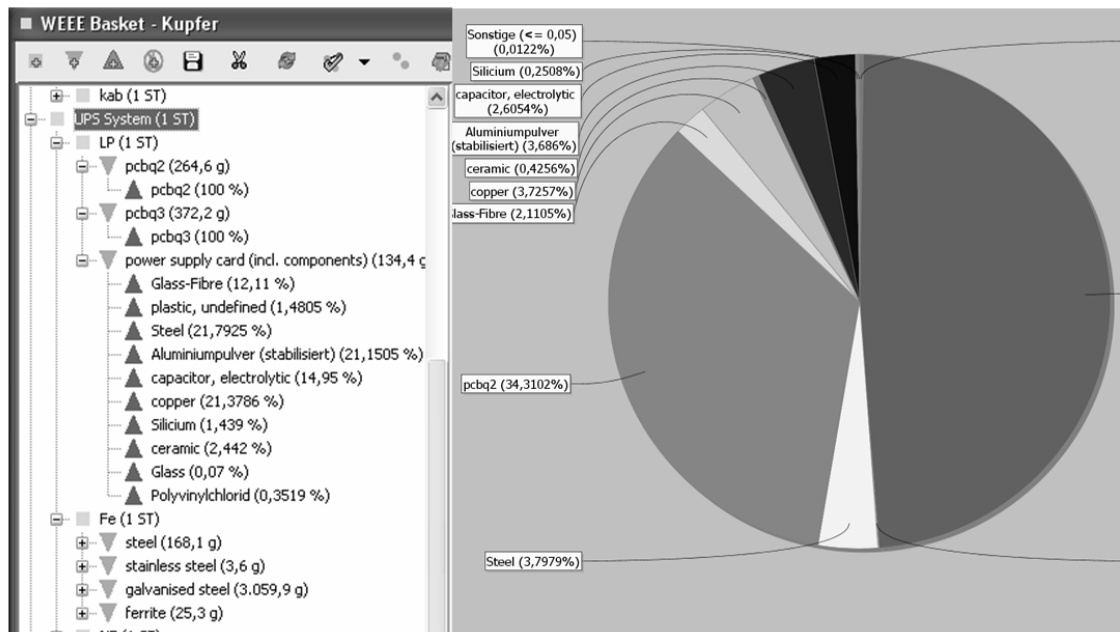 WEEE Basket - Kupfer
kab (1 ST)
UPS System (1 ST)
LP (1 ST)
pcbq2 (264,6 g)
pcbq2 (100 %)
pcbq3 (372,2 g)
pcbq3 (100 %)
power supply card (incl. components) (134,4 g
Glass-Fibre (12,11 %)
plastic, undefined (1,4805 %)
Steel (21,7925 %)
Aluminiumpulver (stabilisiert) (21,1505 %)
capacitor, electrolytic (14,95 %)
copper (21,3786 %)
Silicium (1,439 %)
ceramic (2,442 %)
Glass (0,07 %)
Polyvinylchlorid (0,3519 %)
Fe (1 ST)
steel (168,1 g)
stainless steel (3,6 g)
galvanised steel (3.059,9 g)
ferrite (25,3 g)
Sonstige (<= 0,05)
(0,0122%)
Silicium (0,2508%)
capacitor, electrolytic
(2,6054%)
Aluminiumpulver
(stabilisiert) (3,686%)
ceramic (0,4256%)
copper (3,7257%)
lass-Fibre (2,1105%)
pcbq2 (34,3102%)
Steel (3,7979%)